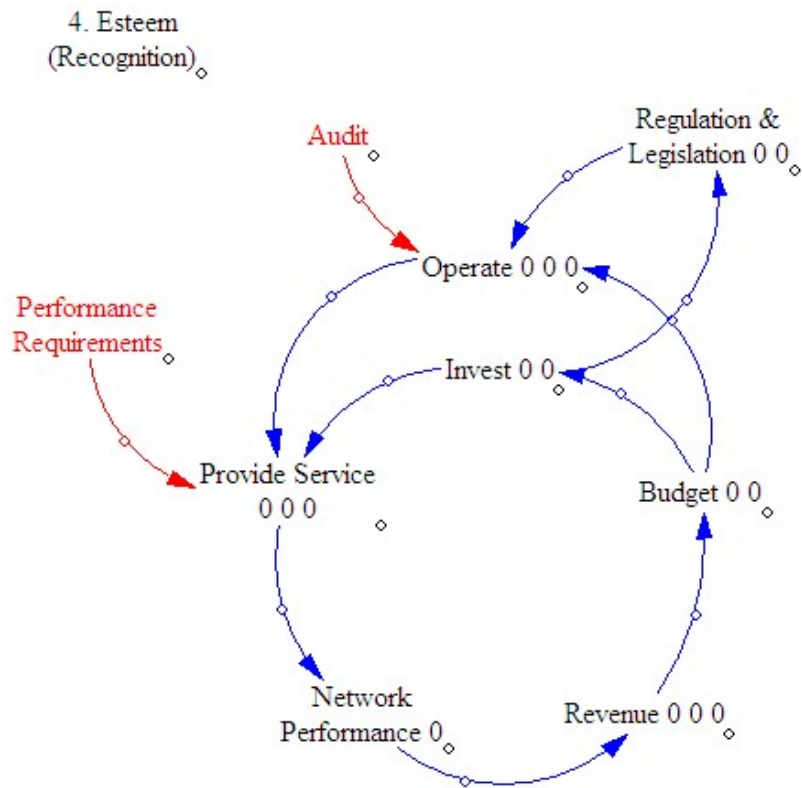 4. Esteem
(Recognition)
Audit
Regulation &
Legislation 0 0
Operate 0 0 0
Performance
Requirements
Invest 0 0
Provide Service
0 0 0
Budget 0 0
Network
Performance 0
Revenue 0 0 0